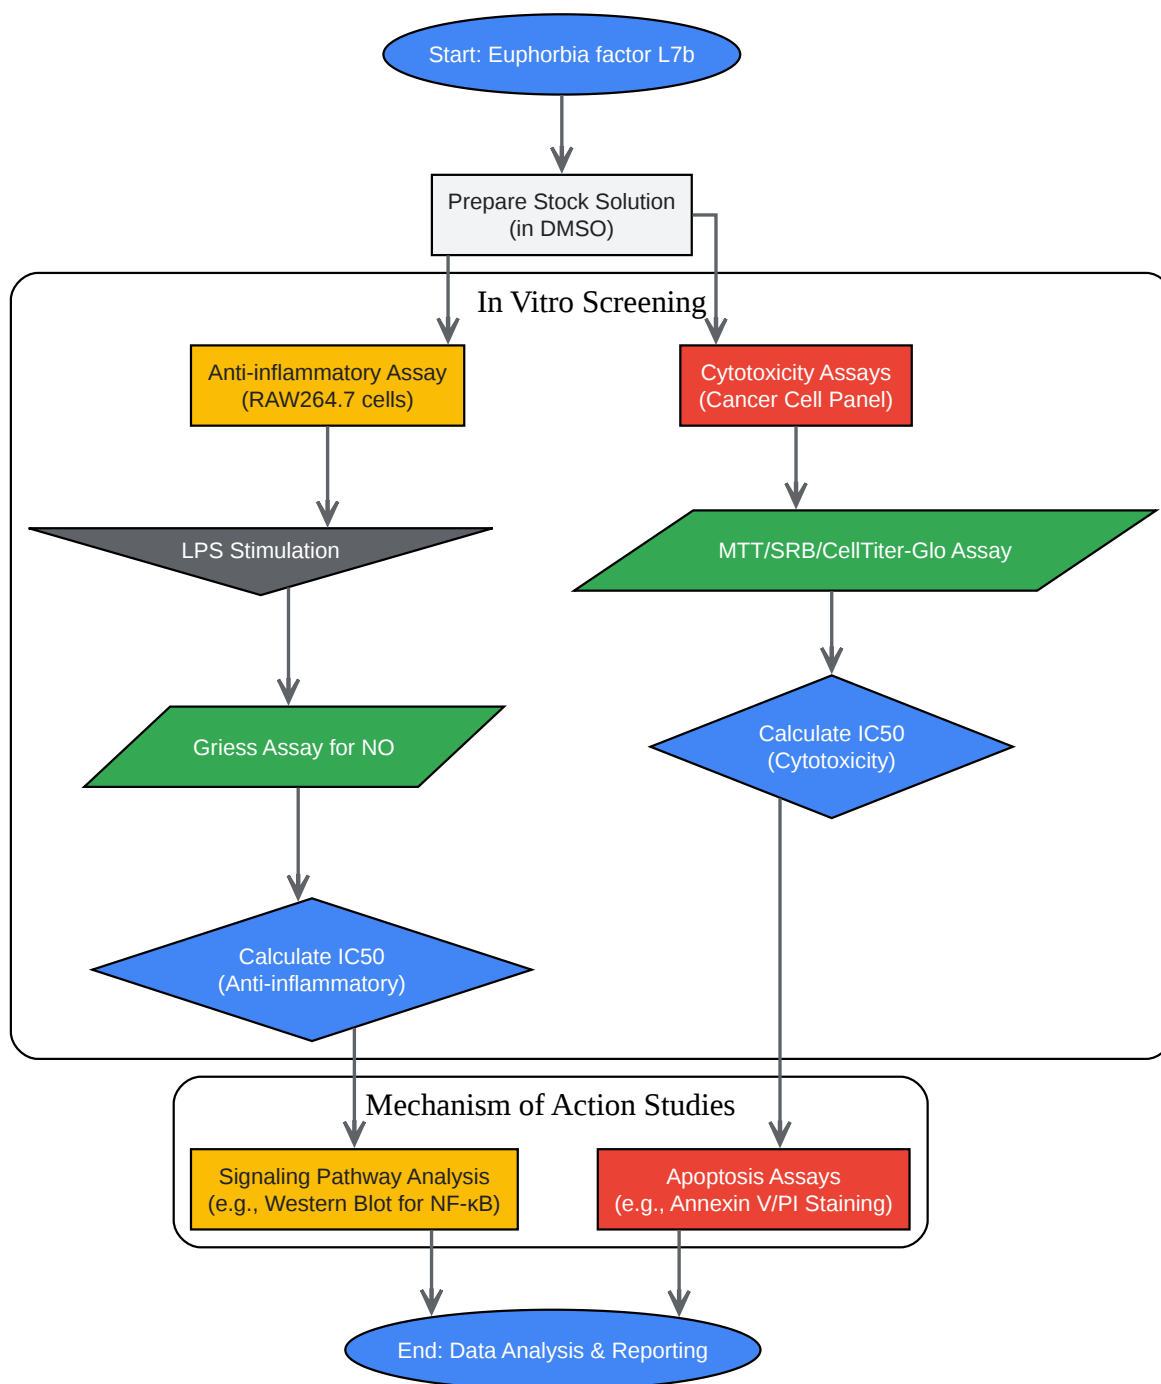 Start: Euphorbia factor L7b
Prepare Stock Solution
(in DMSO)
In Vitro Screening
Anti-inflammatory Assay
(RAW264.7 cells)
Cytotoxicity Assays
(Cancer Cell Panel)
LPS Stimulation
MTT/SRB/CellTiter-Glo Assay
Griess Assay for NO
Calculate IC50
(Cytotoxicity)
Calculate IC50
(Anti-inflammatory)
Mechanism of Action Studies
Signaling Pathway Analysis
(e.g., Western Blot for NF-κB)
Apoptosis Assays
(e.g., Annexin V/PI Staining)
End: Data Analysis & Reporting